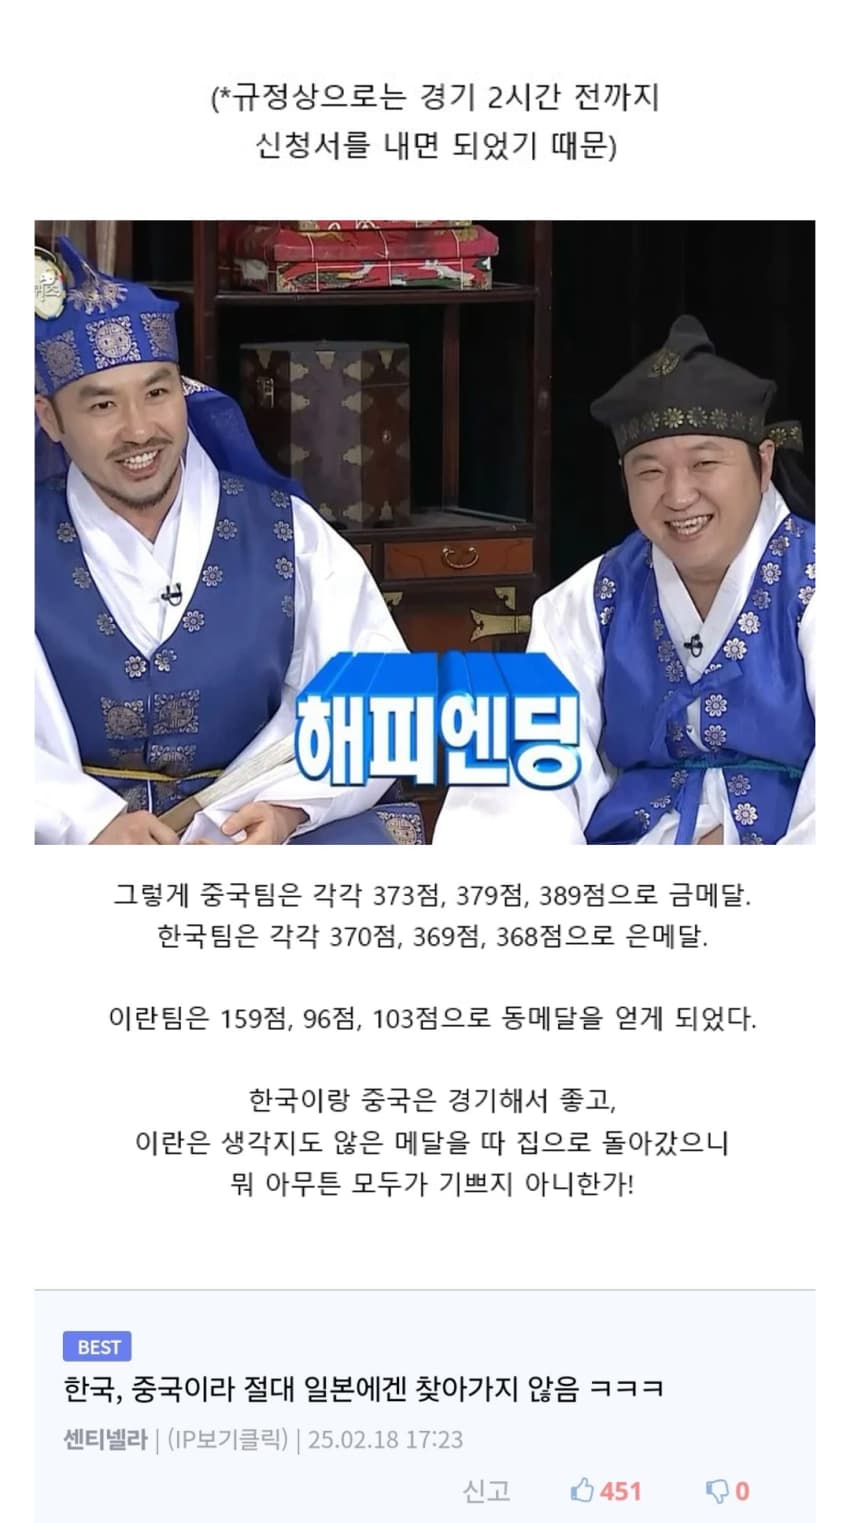 (*규정상으로는 경기 2시간 전까지
신청서를 내면 되었기 때문)
퀴즈
해피엔딩
그렇게 중국팀은 각각 373점, 379점, 389점으로 금메달.
한국팀은 각각 370점, 369점, 368점으로 은메달.
이란팀은 159점, 96점, 103점으로 동메달을 얻게 되었다.
한국이랑 중국은 경기해서 좋고,
이란은 생각지도 않은 메달을 따 집으로 돌아갔으니
뭐 아무튼 모두가 기쁘지 아니한가!
BEST
한국, 중국이라 절대 일본에겐 찾아가지 않음 ㅋㅋㅋ
센티넬라 | (IP보기클릭) | 25.02.18 17:23
신고 451 0